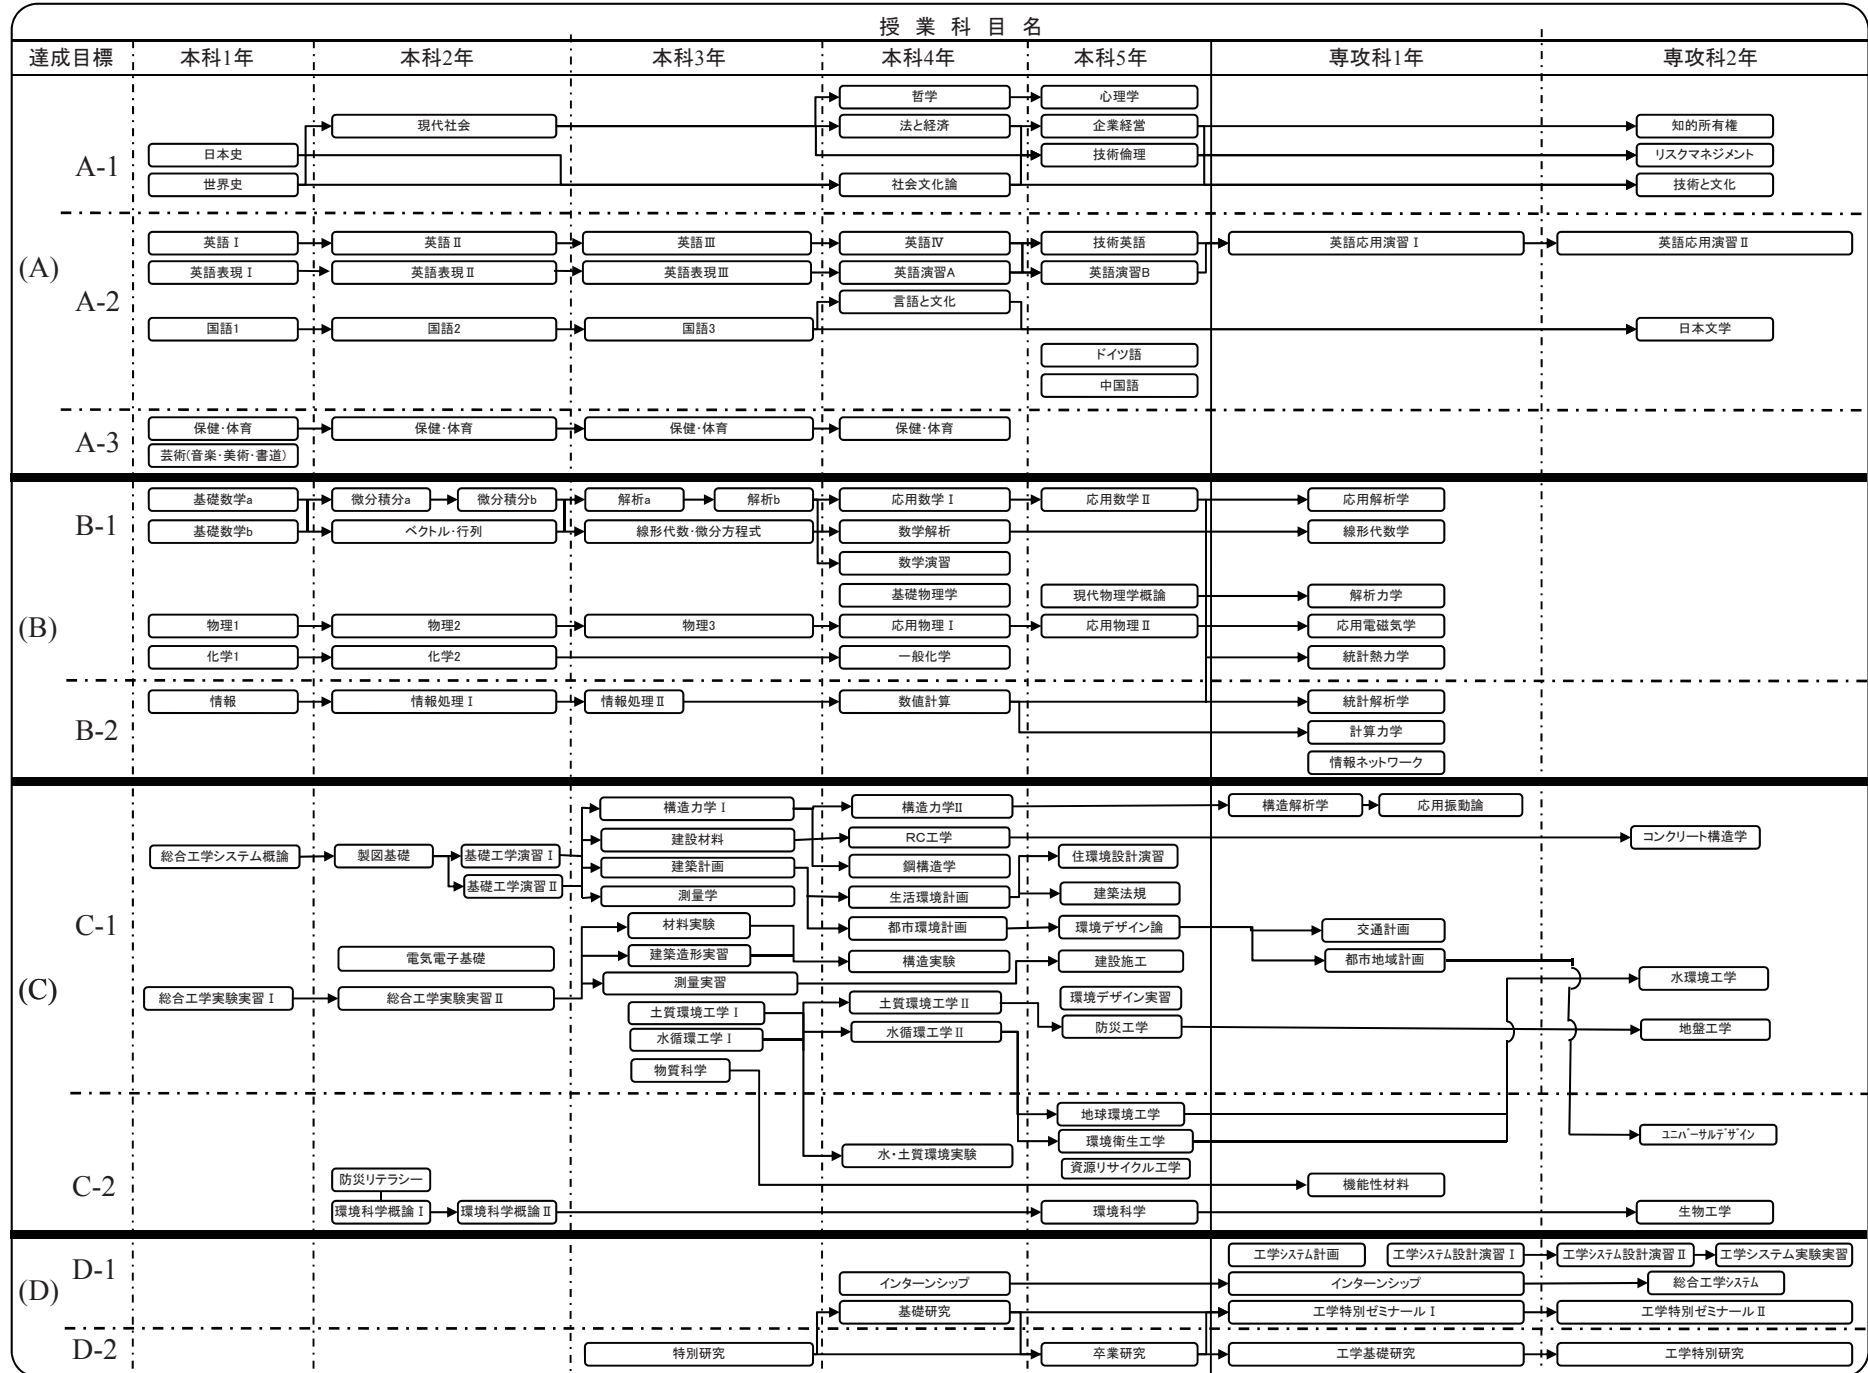 授業科目名
達成目標 本科1年 本科2年 本科3年 本科4年 本科5年 専攻科1年 専攻科2年
(A)
A-1
哲学 心理学
現代社会 法と経済 企業経営 知的所有権
日本史 技術倫理 リスクマネジメント
世界史 社会文化論 技術と文化
A-2
英語Ⅰ 英語Ⅱ 英語Ⅲ 英語Ⅳ 技術英語 英語応用演習Ⅰ 英語応用演習Ⅱ
英語表現Ⅰ 英語表現Ⅱ 英語表現Ⅲ 英語演習A 英語演習B
言語と文化
国語1 国語2 国語3 日本文学
ドイツ語
中国語
A-3
保健・体育 保健・体育 保健・体育 保健・体育
芸術(音楽・美術・書道)
(B)
B-1
基礎数学a 微分積分a 微分積分b 解析a 解析b 応用数学Ⅰ 応用数学Ⅱ 応用解析学
基礎数学b ベクトル・行列 線形代数・微分方程式 数学解析 線形代数学
数学演習
基礎物理学 現代物理学概論 解析力学
物理1 物理2 物理3 応用物理Ⅰ 応用物理Ⅱ 応用電磁気学
化学1 化学2 一般化学 統計熱力学
B-2
情報 情報処理Ⅰ 情報処理Ⅱ 数値計算 統計解析学
計算力学
情報ネットワーク
(C)
C-1
構造力学Ⅰ 構造力学II 構造解析学 応用振動論
建設材料 RC工学 コンクリート構造学
総合工学システム概論 製図基礎 基礎工学演習Ⅰ 建築計画 鋼構造学 住環境設計演習
基礎工学演習Ⅱ 測量学 生活環境計画 建築法規
材料実験 都市環境計画 環境デザイン論 交通計画
電気電子基礎 建築造形実習 構造実験 建設施工 都市地域計画
測量実習 水環境工学
総合工学実験実習Ⅰ 総合工学実験実習Ⅱ 土質環境工学Ⅰ 土質環境工学Ⅱ 環境デザイン実習
水循環工学Ⅰ 水循環工学Ⅱ 防災工学 地盤工学
物質科学
C-2
地球環境工学
環境衛生工学 ユニバーサルデザイン
水・土質環境実験 資源リサイクル工学
防災リテラシー 機能性材料
環境科学概論Ⅰ 環境科学概論Ⅱ 環境科学 生物工学
(D)
D-1
工学システム計画 工学システム設計演習Ⅰ 工学システム設計演習Ⅱ 工学システム実験実習
インターンシップ インターンシップ 総合工学システム
基礎研究 工学特別ゼミナールⅠ 工学特別ゼミナールⅡ
D-2
特別研究 卒業研究 工学基礎研究 工学特別研究